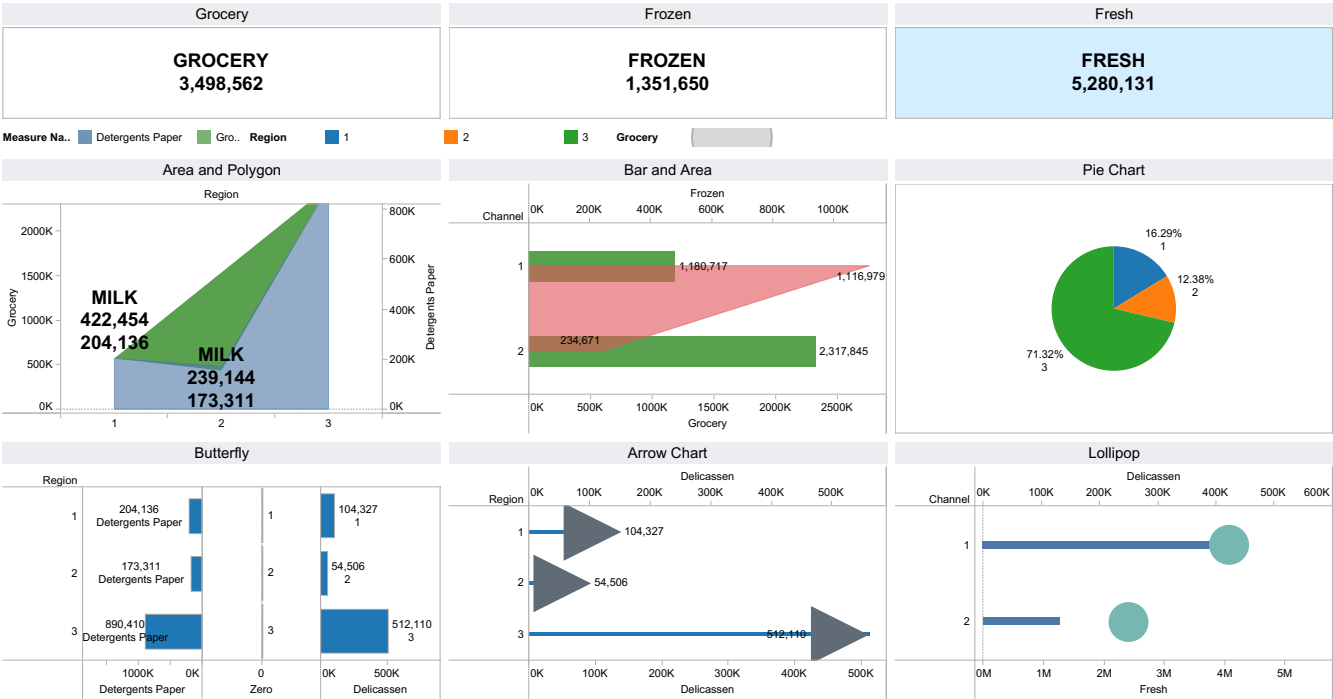 Grocery
Frozen
Fresh
GROCERY
3,498,562
FROZEN
1,351,650
FRESH
5,280,131
Measure Na.. Detergents Paper Gro.. Region 1 2 3 Grocery
Area and Polygon
Region
Grocery
2000K
1500K
1000K
500K
0K
MILK
422,454
204,136
MILK
239,144
173,311
800K
600K
400K
200K
0K
Detergents Paper
1 2 3
Bar and Area
Frozen
Channel 0K 200K 400K 600K 800K 1000K
1 1,180,717 1,116,979
2 234,671 2,317,845
0K 500K 1000K 1500K 2000K 2500K
Grocery
Pie Chart
16.29%
1
12.38%
2
71.32%
3
Butterfly
Region
1 204,136
Detergents Paper
1
104,327
1
2 173,311
Detergents Paper
2
54,506
2
3 890,410
Detergents Paper
3
512,110
3
1000K 0K 0 0K 500K
Detergents Paper Zero Delicassen
Arrow Chart
Delicassen
Region 0K 100K 200K 300K 400K 500K
1 104,327
2 54,506
3 512,110
0K 100K 200K 300K 400K 500K
Delicassen
Lollipop
Delicassen
Channel 0K 100K 200K 300K 400K 500K 600K
1
2
0M 1M 2M 3M 4M 5M
Fresh